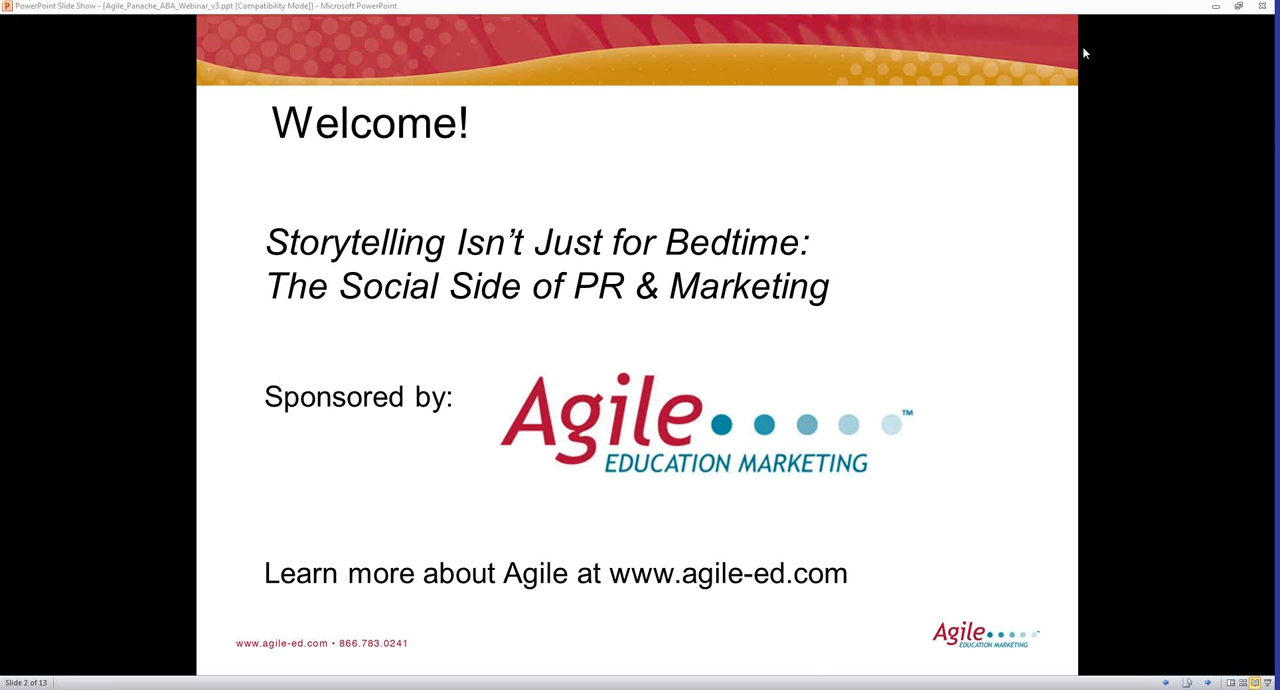 PowerPoint Slide Show - [Agile_Panache_ABA_Webinar_v3.ppt [Compatibility Mode]] - Microsoft PowerPoint
Welcome!
Storytelling Isn't Just for Bedtime:
The Social Side of PR & Marketing
Sponsored by:
Agile™
EDUCATION MARKETING
Learn more about Agile at www.agile-ed.com
www.agile-ed.com • 866.783.0241
Agile™
EDUCATION MARKETING
Slide 2 of 13